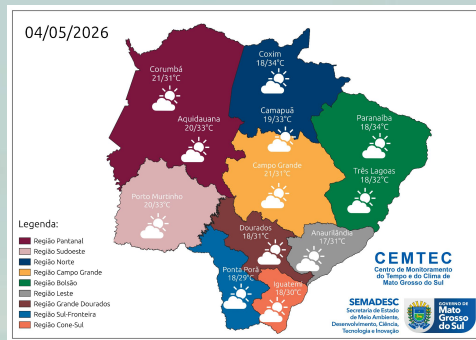 04/05/2026
Coxim
18/34°C
Corumbá
21/31°C
Camapuã
19/33°C
Aquidauana
20/33°C
Paranaíba
18/34°C
Campo Grande
21/31°C
Três Lagoas
18/32°C
Porto Murtinho
20/33°C
Dourados
18/31°C
Anaurilândia
17/31°C
Ponta Porã
18/29°C
Iguatemi
18/30°C
Legenda:
Região Pantanal
Região Sudoeste
Região Norte
Região Campo Grande
Região Bolsão
Região Leste
Região Grande Dourados
Região Sul-Fronteira
Região Cone-Sul
CEMTEC
Centro de Monitoramento
do Tempo e do Clima de
Mato Grosso do Sul
SEMADESC
Secretaria de Estado
de Meio Ambiente,
Desenvolvimento, Ciência,
Tecnologia e Inovação
GOVERNO DE
Mato
Grosso
do Sul